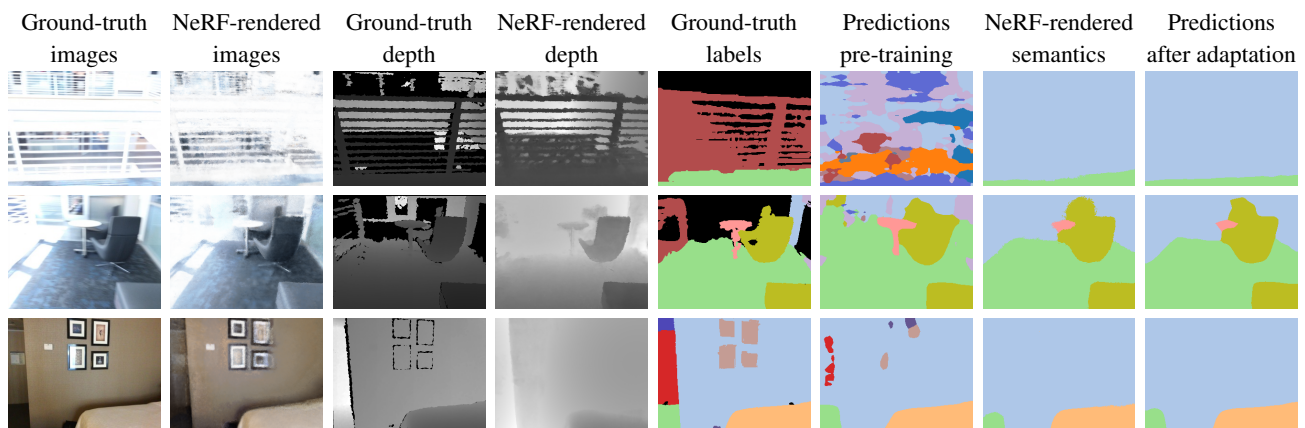 Ground-truth NeRF-rendered Ground-truth NeRF-rendered Ground-truth Predictions NeRF-rendered Predictions
images images depth depth labels pre-training semantics after adaptation